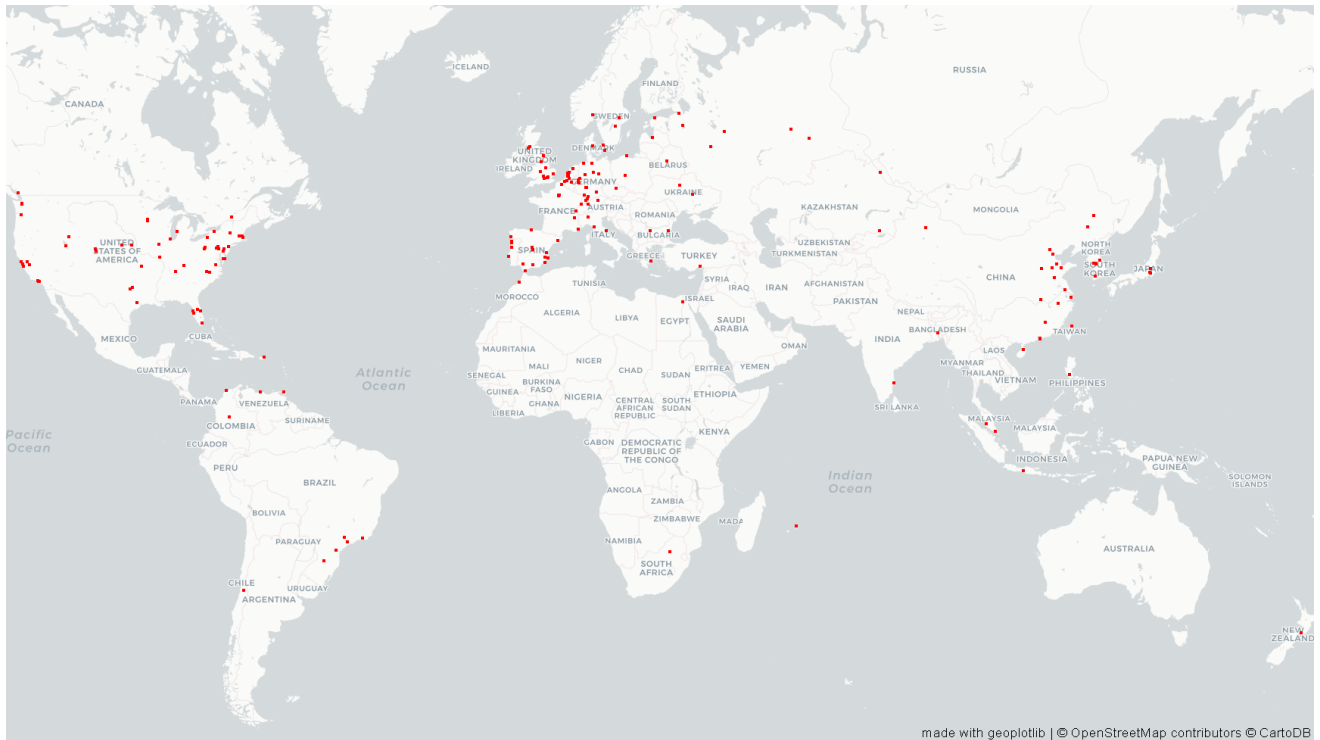 ICELAND
RUSSIA
FINLAND
CANADA
SWEDEN
UNITED
KINGDOM
DENMARK
IRELAND
BELARUS
GERMANY
UKRAINE
FRANCE
AUSTRIA
KAZAKHSTAN
MONGOLIA
ROMANIA
UNITED
STATES OF
AMERICA
ITALY
BULGARIA
UZBEKISTAN
TURKMENISTAN
NORTH
KOREA
SPAIN
GREECE
TURKEY
SOUTH
KOREA
JAPAN
CHINA
TUNISIA
SYRIA
IRAQ
IRAN
AFGHANISTAN
MOROCCO
ISRAEL
PAKISTAN
ALGERIA
LIBYA
EGYPT
SAUDI
ARABIA
NEPAL
BANGLADESH
TAIWAN
MEXICO
CUBA
INDIA
MAURITANIA
OMAN
LAOS
NIGER
MYANMAR
GUATEMALA
Atlantic
Ocean
MALI
CHAD
SUDAN
ERITREA
YEMEN
THAILAND
VIETNAM
PHILIPPINES
SENEGAL
BURKINA
FASO
GUINEA
NIGERIA
ETHIOPIA
PANAMA
VENEZUELA
GHANA
LIBERIA
CENTRAL
AFRICAN
REPUBLIC
SOUTH
SUDAN
SRI LANKA
SURINAME
COLOMBIA
MALAYSIA
MALAYSIA
Pacific
Ocean
ECUADOR
GABON
DEMOCRATIC
REPUBLIC OF
THE CONGO
KENYA
INDONESIA
PAPUA NEW
GUINEA
PERU
BRAZIL
Indian
Ocean
SOLOMON
ISLANDS
ANGOLA
ZAMBIA
BOLIVIA
ZIMBABWE
MADA
PARAGUAY
NAMIBIA
AUSTRALIA
SOUTH
AFRICA
CHILE
URUGUAY
ARGENTINA
NEW
ZEALAND
made with geoplotlib | © OpenStreetMap contributors © CartoDB